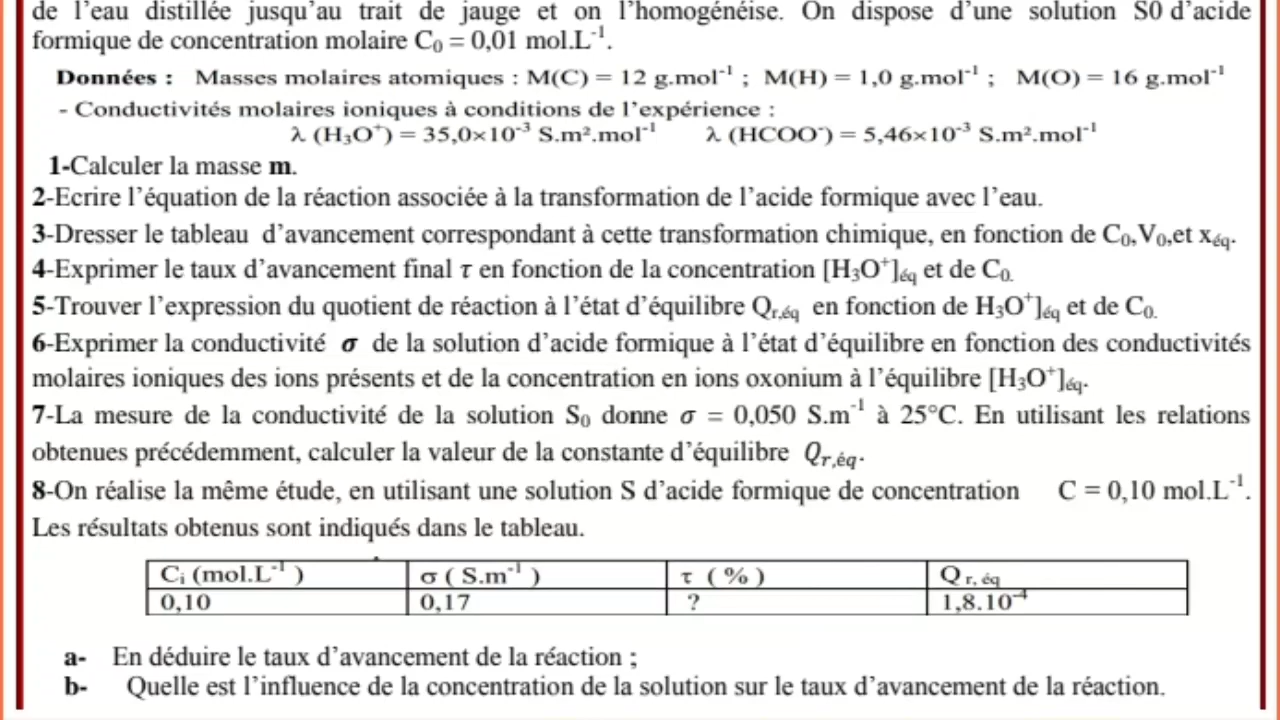 de l'eau distillée jusqu'au trait de jauge et on l'homogénéise. On dispose d'une solution S0 d'acide
formique de concentration molaire C₀ = 0,01 mol.L⁻¹.
Données : Masses molaires atomiques : M(C) = 12 g.mol⁻¹ ; M(H) = 1,0 g.mol⁻¹ ; M(O) = 16 g.mol⁻¹
- Conductivités molaires ioniques à conditions de l'expérience :
λ (H₃O⁺) = 35,0×10⁻³ S.m².mol⁻¹ λ (HCOO⁻) = 5,46×10⁻³ S.m².mol⁻¹
1-Calculer la masse m.
2-Ecrire l'équation de la réaction associée à la transformation de l'acide formique avec l'eau.
3-Dresser le tableau d'avancement correspondant à cette transformation chimique, en fonction de C₀,V₀,et xéq.
4-Exprimer le taux d'avancement final τ en fonction de la concentration [H₃O⁺]éq et de C₀.
5-Trouver l'expression du quotient de réaction à l'état d'équilibre Qr,éq en fonction de H₃O⁺]éq et de C₀.
6-Exprimer la conductivité σ de la solution d'acide formique à l'état d'équilibre en fonction des conductivités
molaires ioniques des ions présents et de la concentration en ions oxonium à l'équilibre [H₃O⁺]éq.
7-La mesure de la conductivité de la solution S₀ donne σ = 0,050 S.m⁻¹ à 25°C. En utilisant les relations
obtenues précédemment, calculer la valeur de la constante d'équilibre Qr,éq.
8-On réalise la même étude, en utilisant une solution S d'acide formique de concentration C = 0,10 mol.L⁻¹.
Les résultats obtenus sont indiqués dans le tableau.
Cᵢ (mol.L⁻¹ ) σ ( S.m⁻¹ ) τ ( % ) Q r, éq
0,10 0,17 ? 1,8.10⁻⁴
a- En déduire le taux d'avancement de la réaction ;
b- Quelle est l'influence de la concentration de la solution sur le taux d'avancement de la réaction.